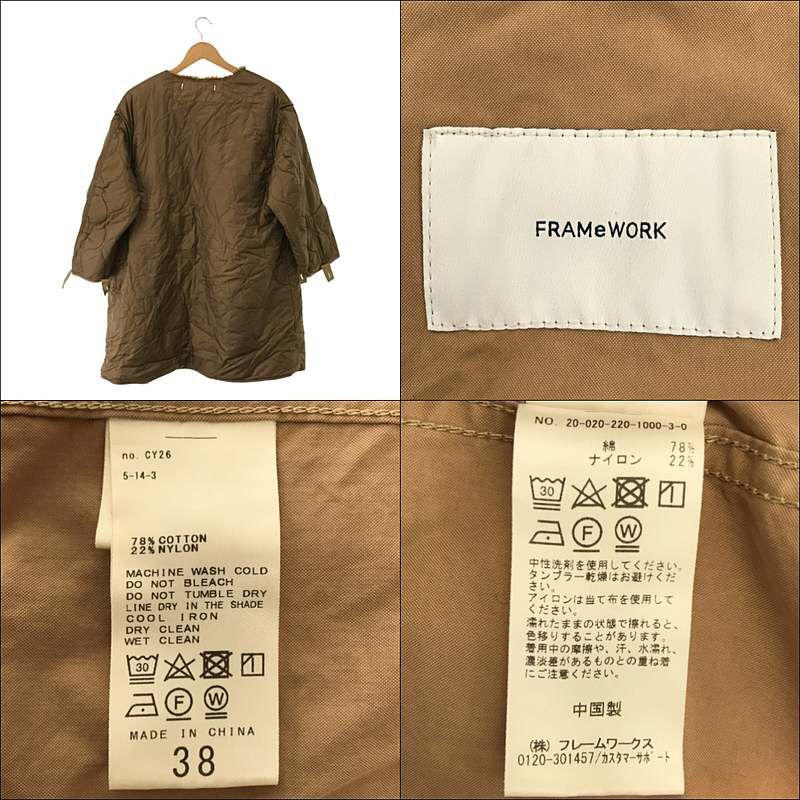 FRAMeWORK
no. CY26
5-14-3
78% COTTON
22% NYLON
MACHINE WASH COLD
DO NOT BLEACH
DO NOT TUMBLE DRY
LINE DRY IN THE SHADE
COOL IRON
DRY CLEAN
WET CLEAN
30
F
W
MADE IN CHINA
38
NO. 20-020-220-1000-3-0
綿 78%
ナイロン 22%
30
F
W
中性洗剤を使用してください。
タンブラー乾燥はお避けくだ
さい。
アイロンは当て布を使用して
ください。
濡れたままの状態で擦れると、
色移りすることがあります。
着用中の摩擦や、汗、水濡れ、
濃淡差があるものとの重ね着
にご注意ください。
中国製
(株) フレームワークス
0120-301457/カスタマーサポート